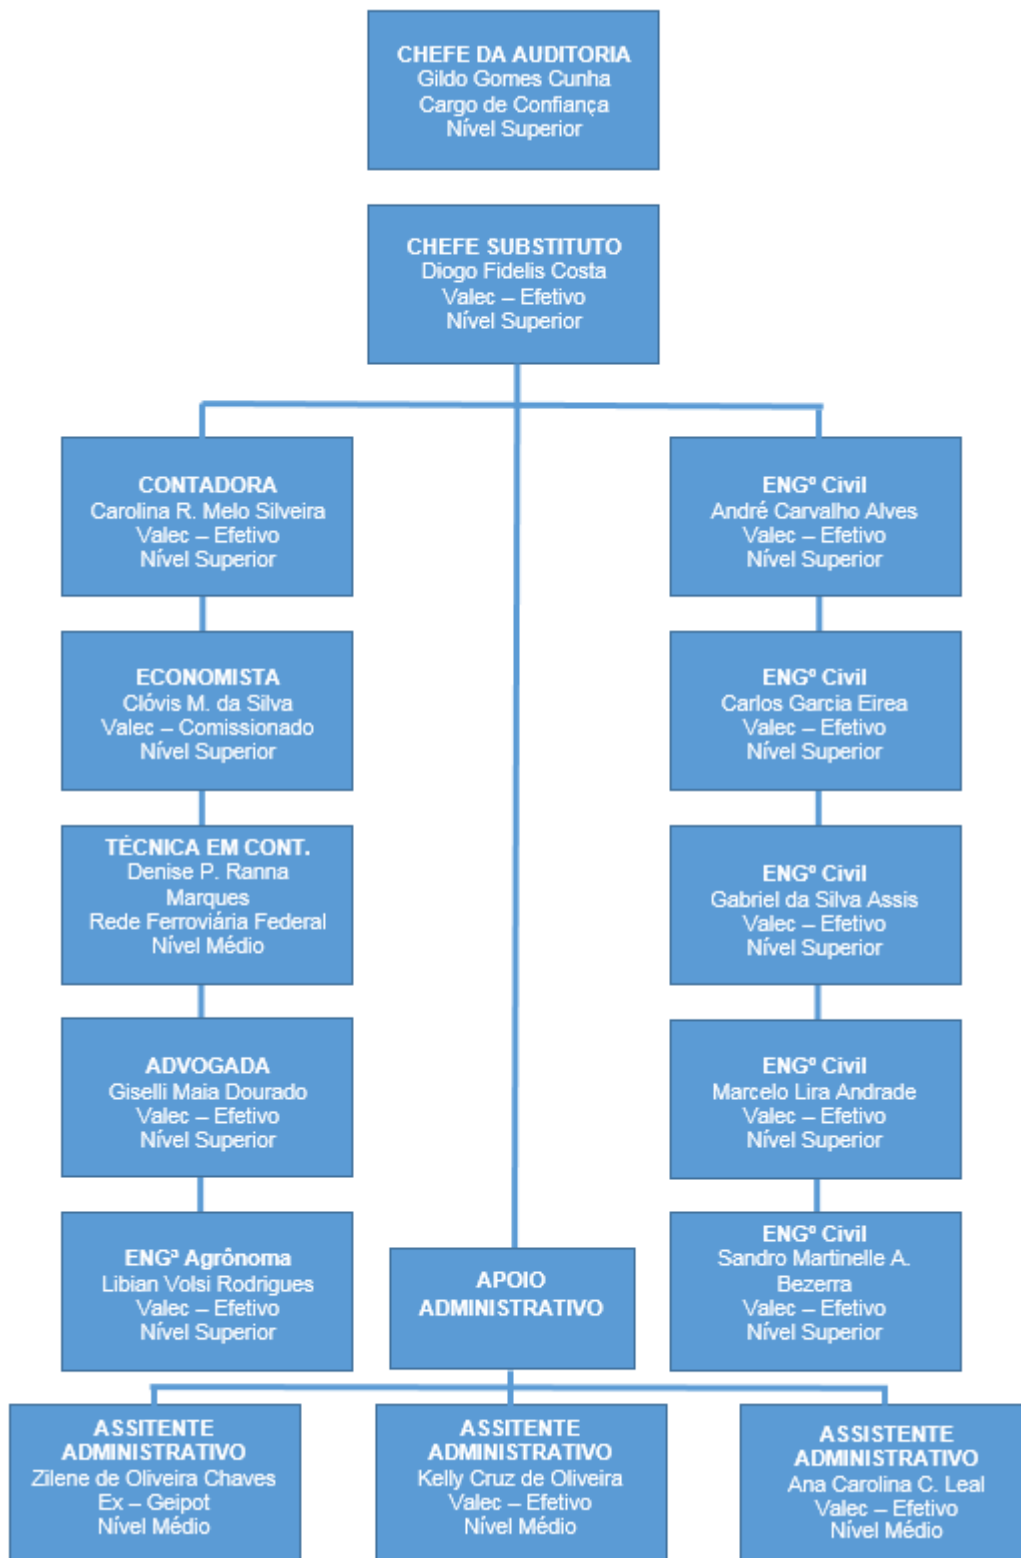 CHEFE DA AUDITORIA
Gildo Gomes Cunha
Cargo de Confiança
Nível Superior
CHEFE SUBSTITUTO
Diogo Fidelis Costa
Valec – Efetivo
Nível Superior
CONTADORA
Carolina R. Melo Silveira
Valec – Efetivo
Nível Superior
ECONOMISTA
Clóvis M. da Silva
Valec – Comissionado
Nível Superior
TÉCNICA EM CONT.
Denise P. Ranna
Marques
Rede Ferroviária Federal
Nível Médio
ADVOGADA
Giselli Maia Dourado
Valec – Efetivo
Nível Superior
ENGª Agrônoma
Libian Volsi Rodrigues
Valec – Efetivo
Nível Superior
ENGº Civil
André Carvalho Alves
Valec – Efetivo
Nível Superior
ENGº Civil
Carlos Garcia Eirea
Valec – Efetivo
Nível Superior
ENGº Civil
Gabriel da Silva Assis
Valec – Efetivo
Nível Superior
ENGº Civil
Marcelo Lira Andrade
Valec – Efetivo
Nível Superior
ENGº Civil
Sandro Martinelle A.
Bezerra
Valec – Efetivo
Nível Superior
APOIO
ADMINISTRATIVO
ASSITENTE
ADMINISTRATIVO
Zilene de Oliveira Chaves
Ex – Geipot
Nível Médio
ASSITENTE
ADMINISTRATIVO
Kelly Cruz de Oliveira
Valec – Efetivo
Nível Médio
ASSISTENTE
ADMINISTRATIVO
Ana Carolina C. Leal
Valec – Efetivo
Nível Médio